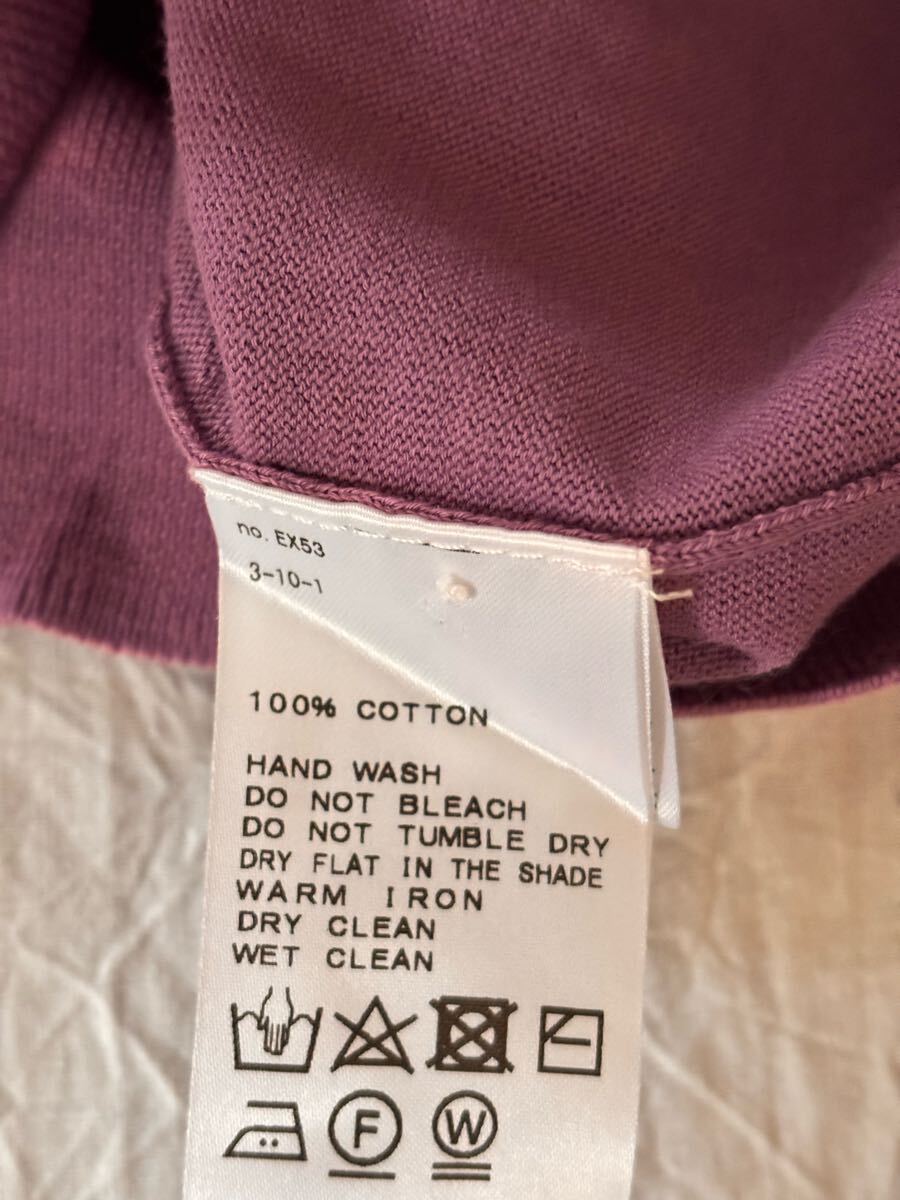 no. EX53
3-10-1
100% COTTON
HAND WASH
DO NOT BLEACH
DO NOT TUMBLE DRY
DRY FLAT IN THE SHADE
WARM IRON
DRY CLEAN
WET CLEAN
F W